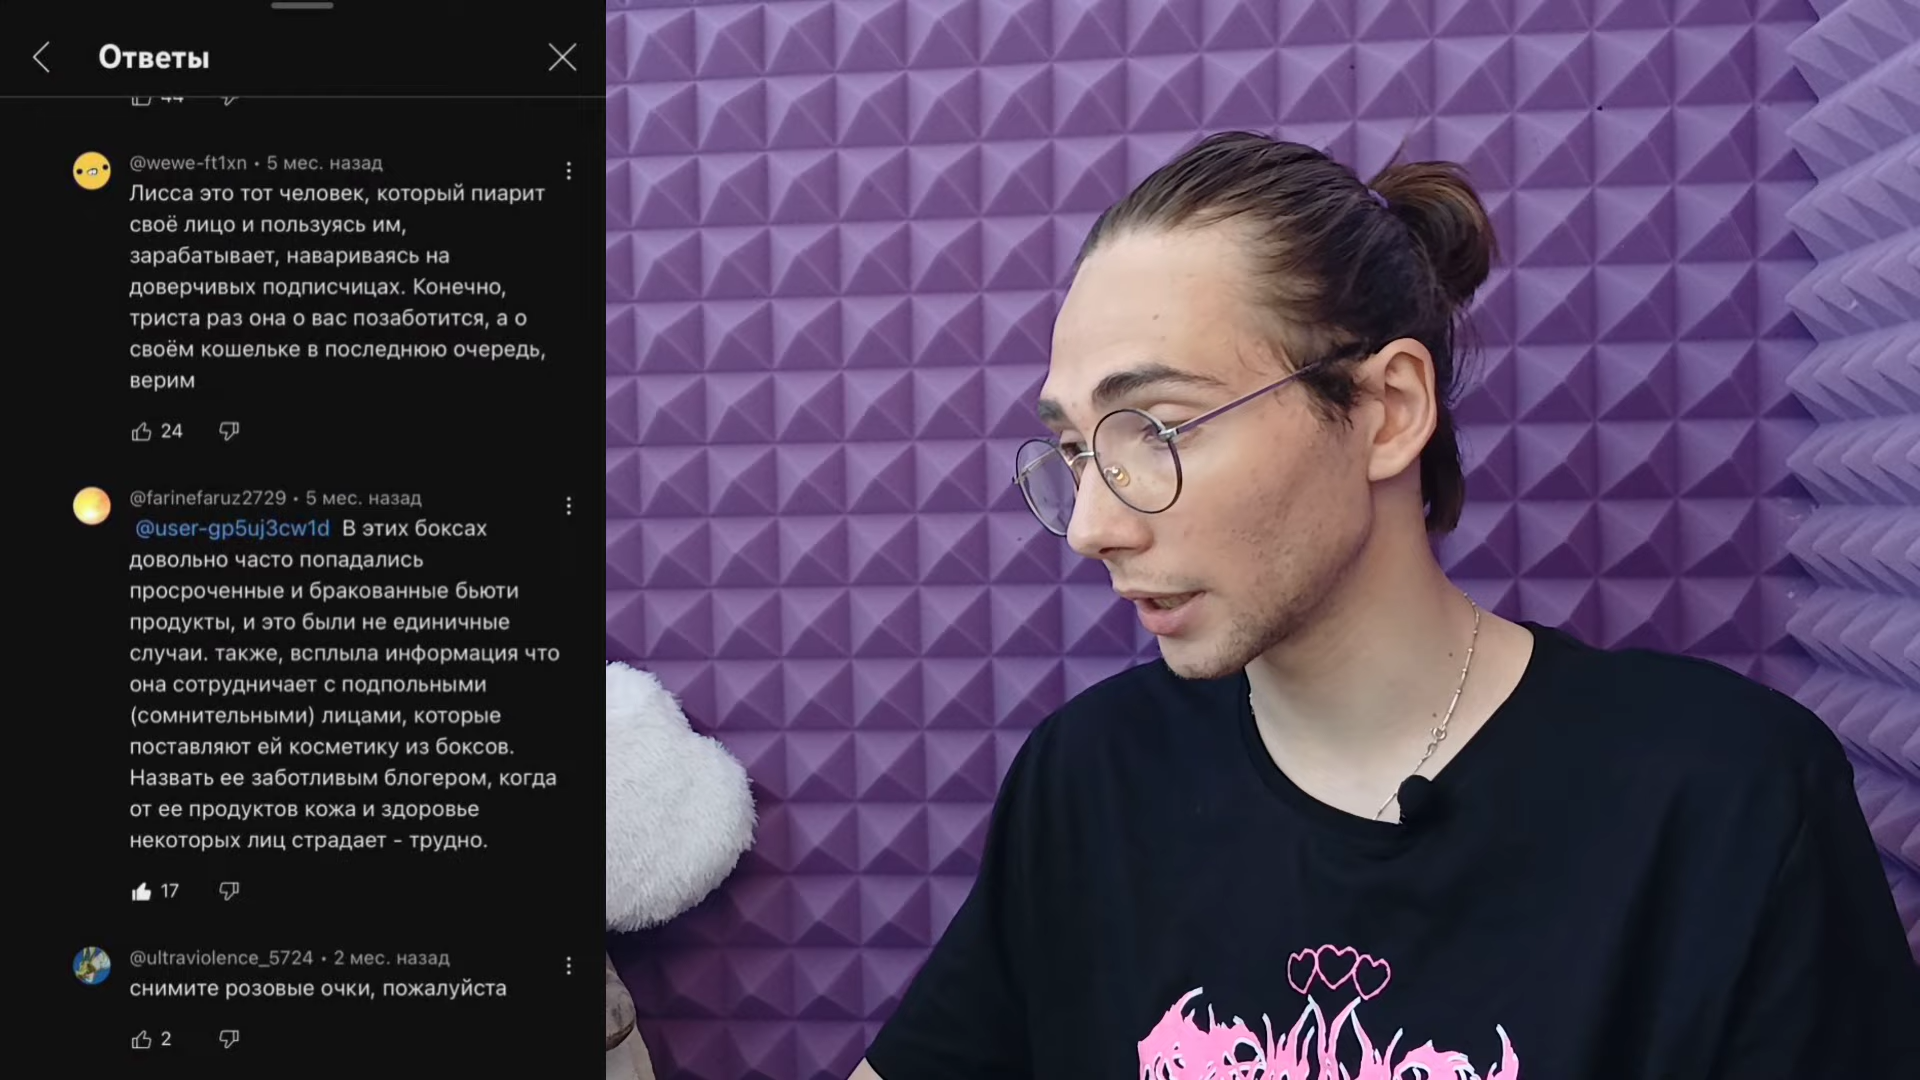 Ответы
44
@wewe-ft1xn • 5 мес. назад
Лисса это тот человек, который пиарит
своё лицо и пользуясь им,
зарабатывает, навариваясь на
доверчивых подписчицах. Конечно,
триста раз она о вас позаботится, а о
своём кошельке в последнюю очередь,
верим
24
@farinefaruz2729 • 5 мес. назад
@user-gp5uj3cw1d В этих боксах
довольно часто попадались
просроченные и бракованные бьюти
продукты, и это были не единичные
случаи. также, всплыла информация что
она сотрудничает с подпольными
(сомнительными) лицами, которые
поставляют ей косметику из боксов.
Назвать ее заботливым блогером, когда
от ее продуктов кожа и здоровье
некоторых лиц страдает - трудно.
17
@ultraviolence_5724 • 2 мес. назад
снимите розовые очки, пожалуйста
2